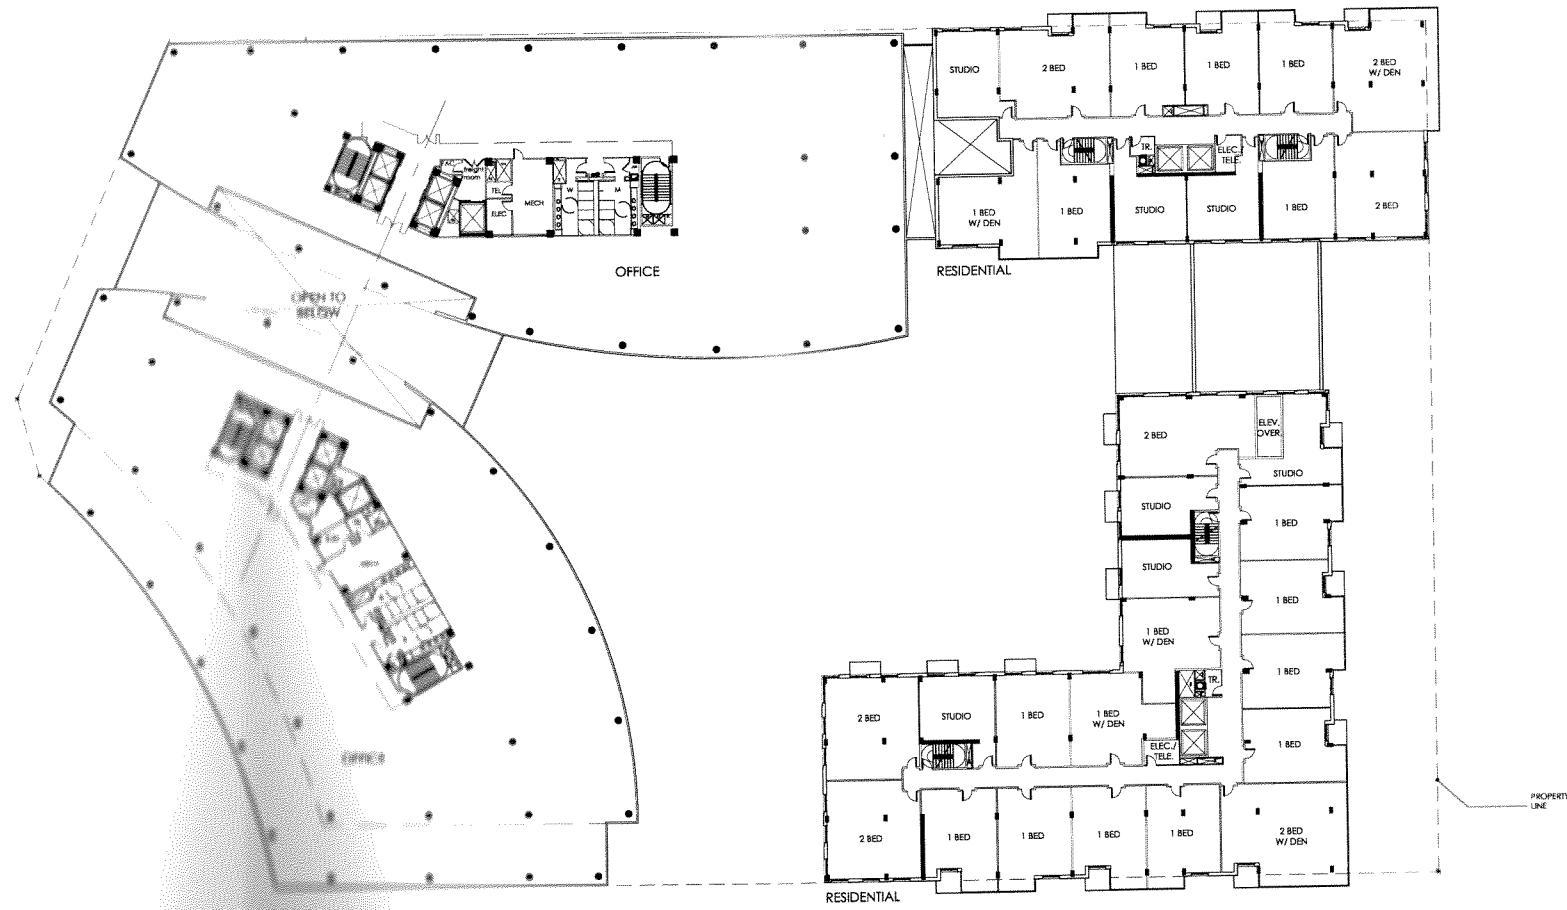 STUDIO
2 BED
1 BED
1 BED
1 BED
2 BED
W/ DEN
TR.
ELEC./
TELE.
1 BED
W/ DEN
1 BED
STUDIO
STUDIO
1 BED
2 BED
RESIDENTIAL
freight
room
TEL
ELEC
MECH
W
M
OFFICE
OPEN TO
BELOW
OFFICE
2 BED
ELEV.
OVER.
STUDIO
STUDIO
1 BED
STUDIO
1 BED
1 BED
W/ DEN
1 BED
TR.
1 BED
2 BED
STUDIO
1 BED
1 BED
W/ DEN
ELEC./
TELE.
2 BED
1 BED
1 BED
1 BED
1 BED
2 BED
W/ DEN
RESIDENTIAL
PROPERTY
LINE